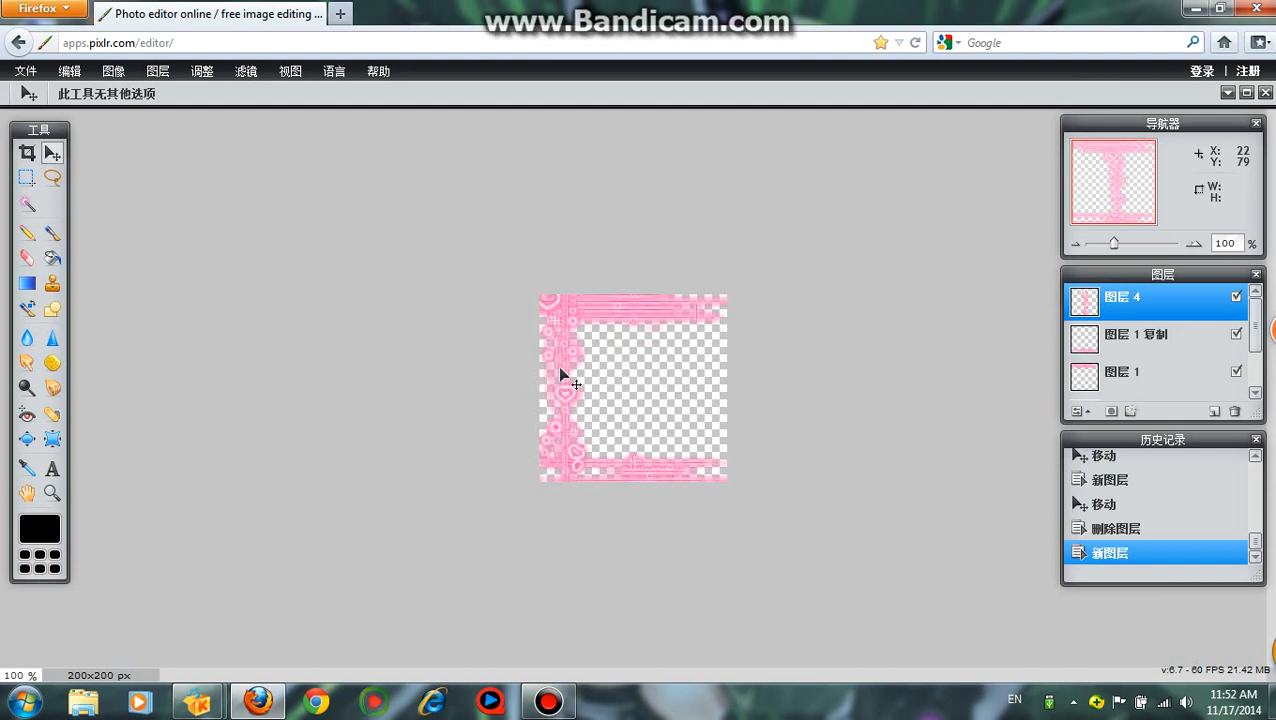 Firefox
Photo editor online / free image editing ...
www.Bandicam.com
apps.pixlr.com/editor/
Google
文件 编辑 图像 图层 调整 滤镜 视图 语言 帮助
登录 注册
此工具无其他选项
工具
导航器
X: 22
Y: 79
W:
H:
100 %
图层
图层 4
图层 1 复制
图层 1
历史记录
移动
新图层
移动
删除图层
新图层
100 % 200x200 px
v:6.7 - 60 FPS 21.42 MB
EN
11:52 AM
11/17/2014